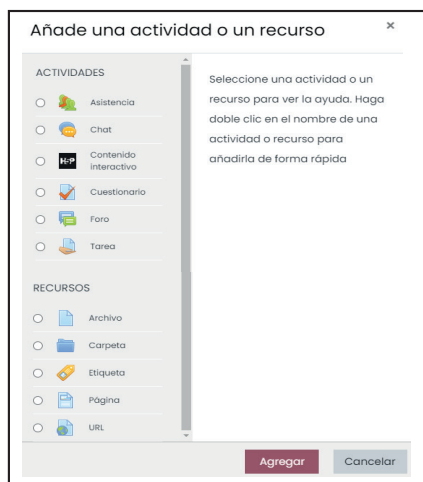 Añade una actividad o un recurso
×
ACTIVIDADES
Asistencia
Chat
H5P
Contenido
interactivo
Cuestionario
Foro
Tarea
RECURSOS
Archivo
Carpeta
Etiqueta
Página
URL
Seleccione una actividad o un
recurso para ver la ayuda. Haga
doble clic en el nombre de una
actividad o recurso para
añadirla de forma rápida
Agregar
Cancelar